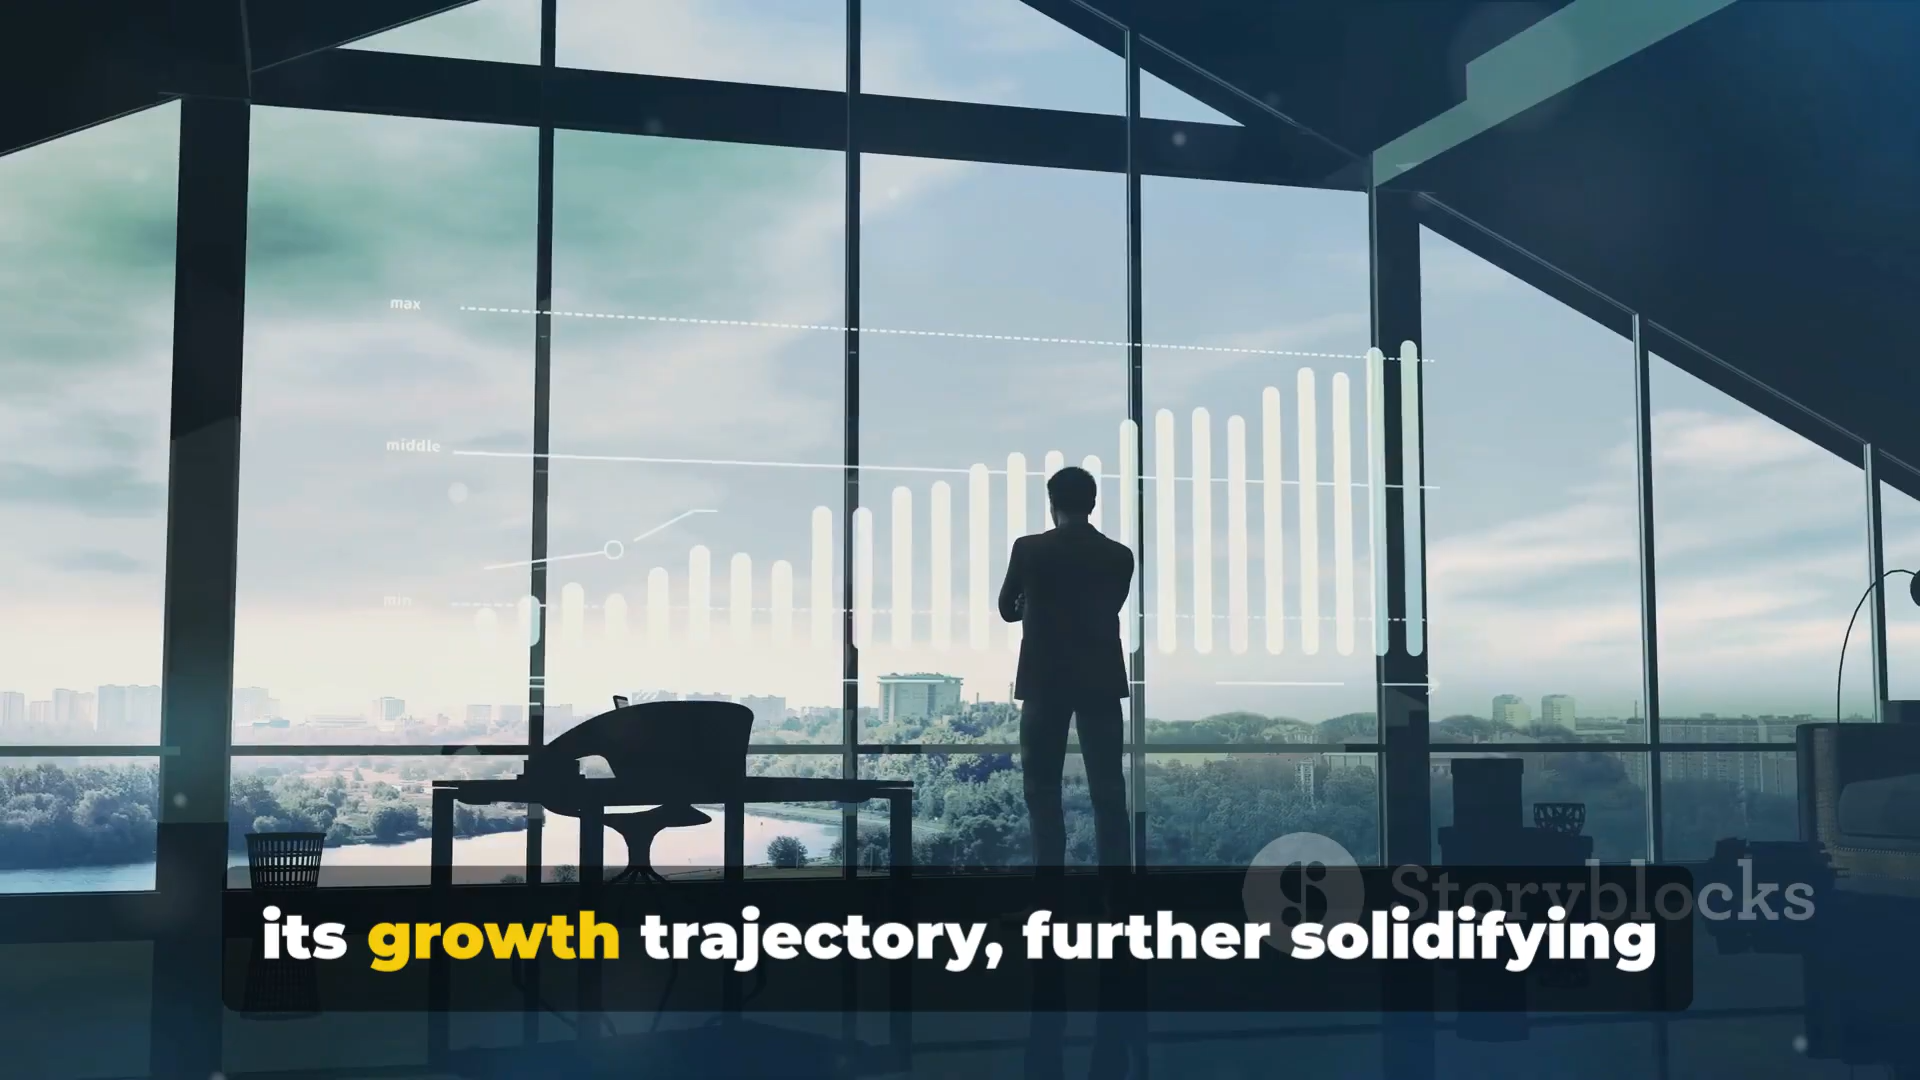 max
middle
min
Storyblocks
its growth trajectory, further solidifying